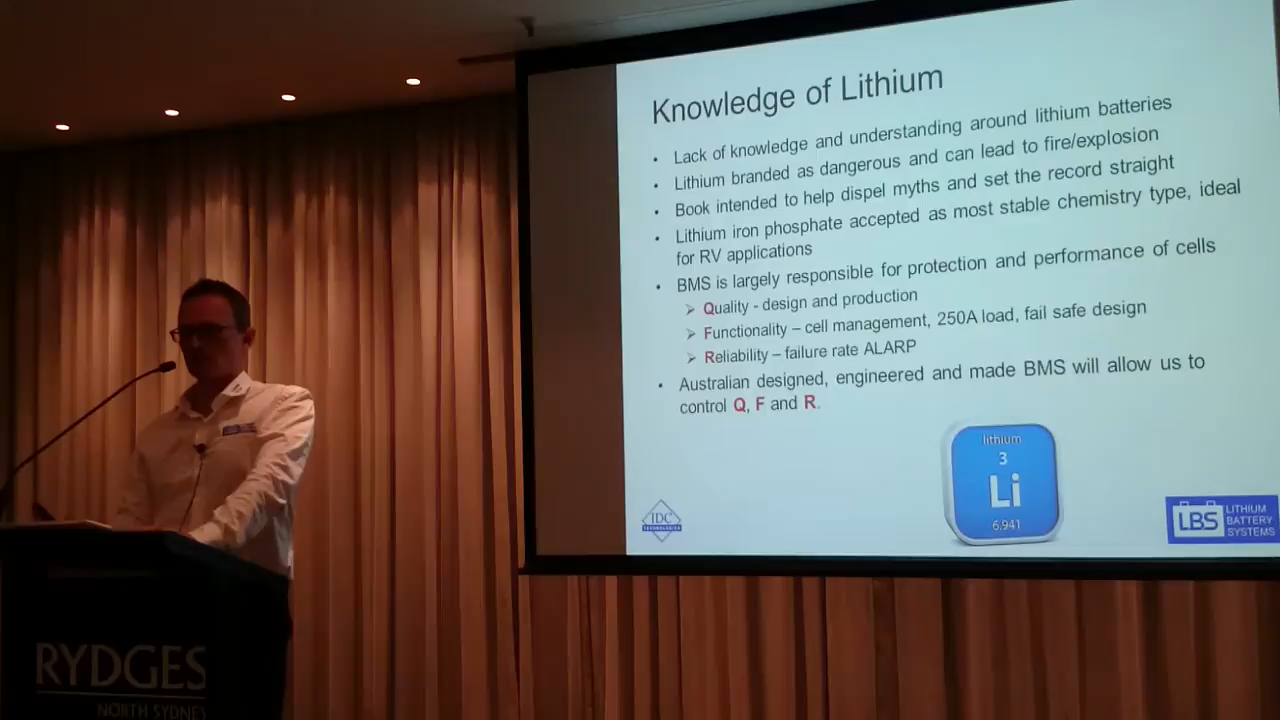 Knowledge of Lithium
• Lack of knowledge and understanding around lithium batteries
• Lithium branded as dangerous and can lead to fire/explosion
• Book intended to help dispel myths and set the record straight
• Lithium iron phosphate accepted as most stable chemistry type, ideal
for RV applications
• BMS is largely responsible for protection and performance of cells
➢ Quality - design and production
➢ Functionality – cell management, 250A load, fail safe design
➢ Reliability – failure rate ALARP
• Australian designed, engineered and made BMS will allow us to
control Q, F and R.
lithium
3
Li
6.941
IDC
TECHNOLOGIES
LBS
LITHIUM
BATTERY
SYSTEMS
RYDGES
NORTH SYDNEY